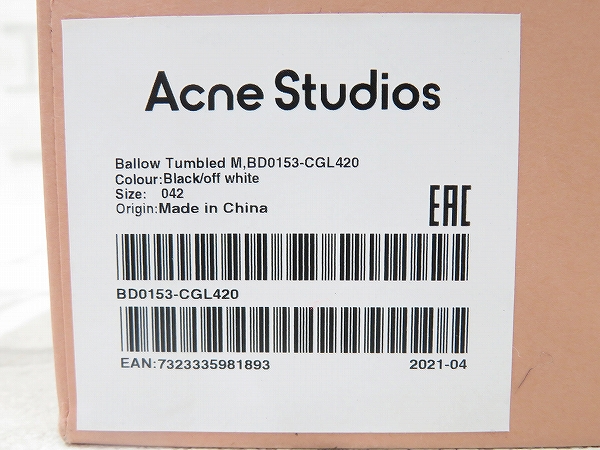 Acne Studios
Ballow Tumbled M,BD0153-CGL420
Colour:Black/off white
Size: 042
Origin:Made in China
EAC
BD0153-CGL420
EAN:7323335981893 2021-04